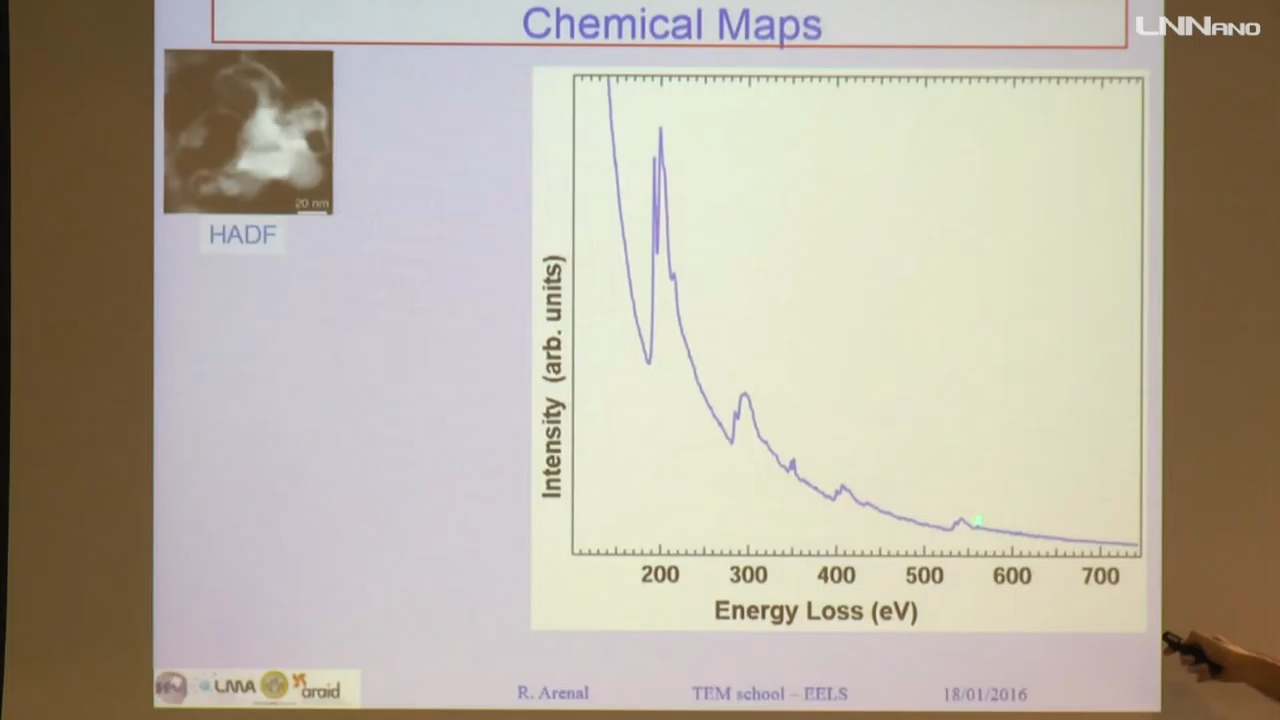 Chemical Maps
LNNANO
20 nm
HADF
Intensity (arb. units)
200 300 400 500 600 700
Energy Loss (eV)
LMA
araid
R. Arenal
TEM school – EELS
18/01/2016